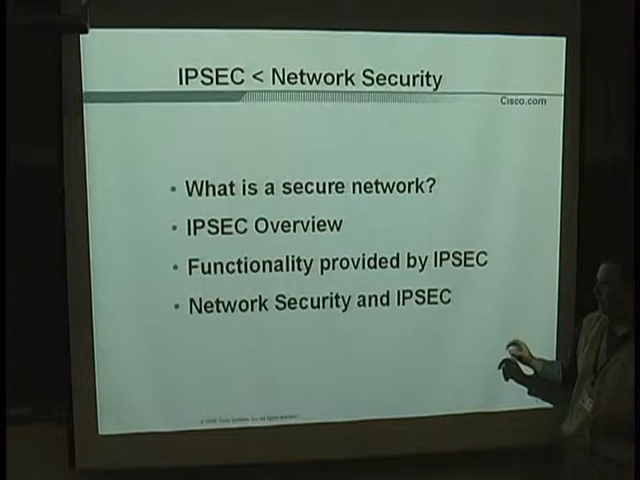 IPSEC < Network Security
Cisco.com
• What is a secure network?
• IPSEC Overview
• Functionality provided by IPSEC
• Network Security and IPSEC